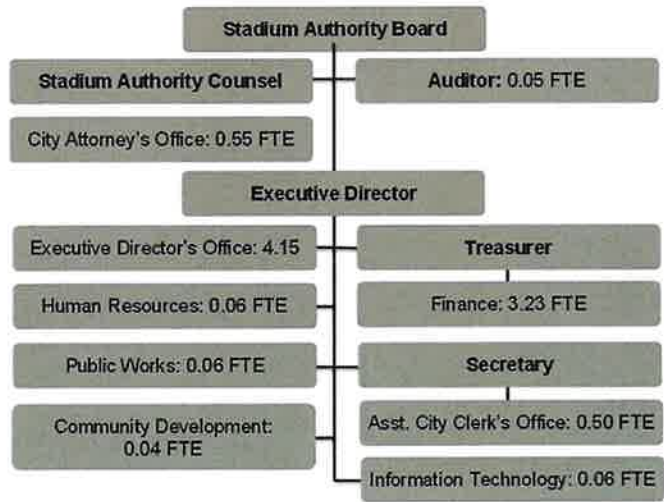 Stadium Authority Board
Stadium Authority Counsel
Auditor: 0.05 FTE
City Attorney's Office: 0.55 FTE
Executive Director
Executive Director's Office: 4.15
Treasurer
Human Resources: 0.06 FTE
Finance: 3.23 FTE
Public Works: 0.06 FTE
Secretary
Community Development:
0.04 FTE
Asst. City Clerk's Office: 0.50 FTE
Information Technology: 0.06 FTE